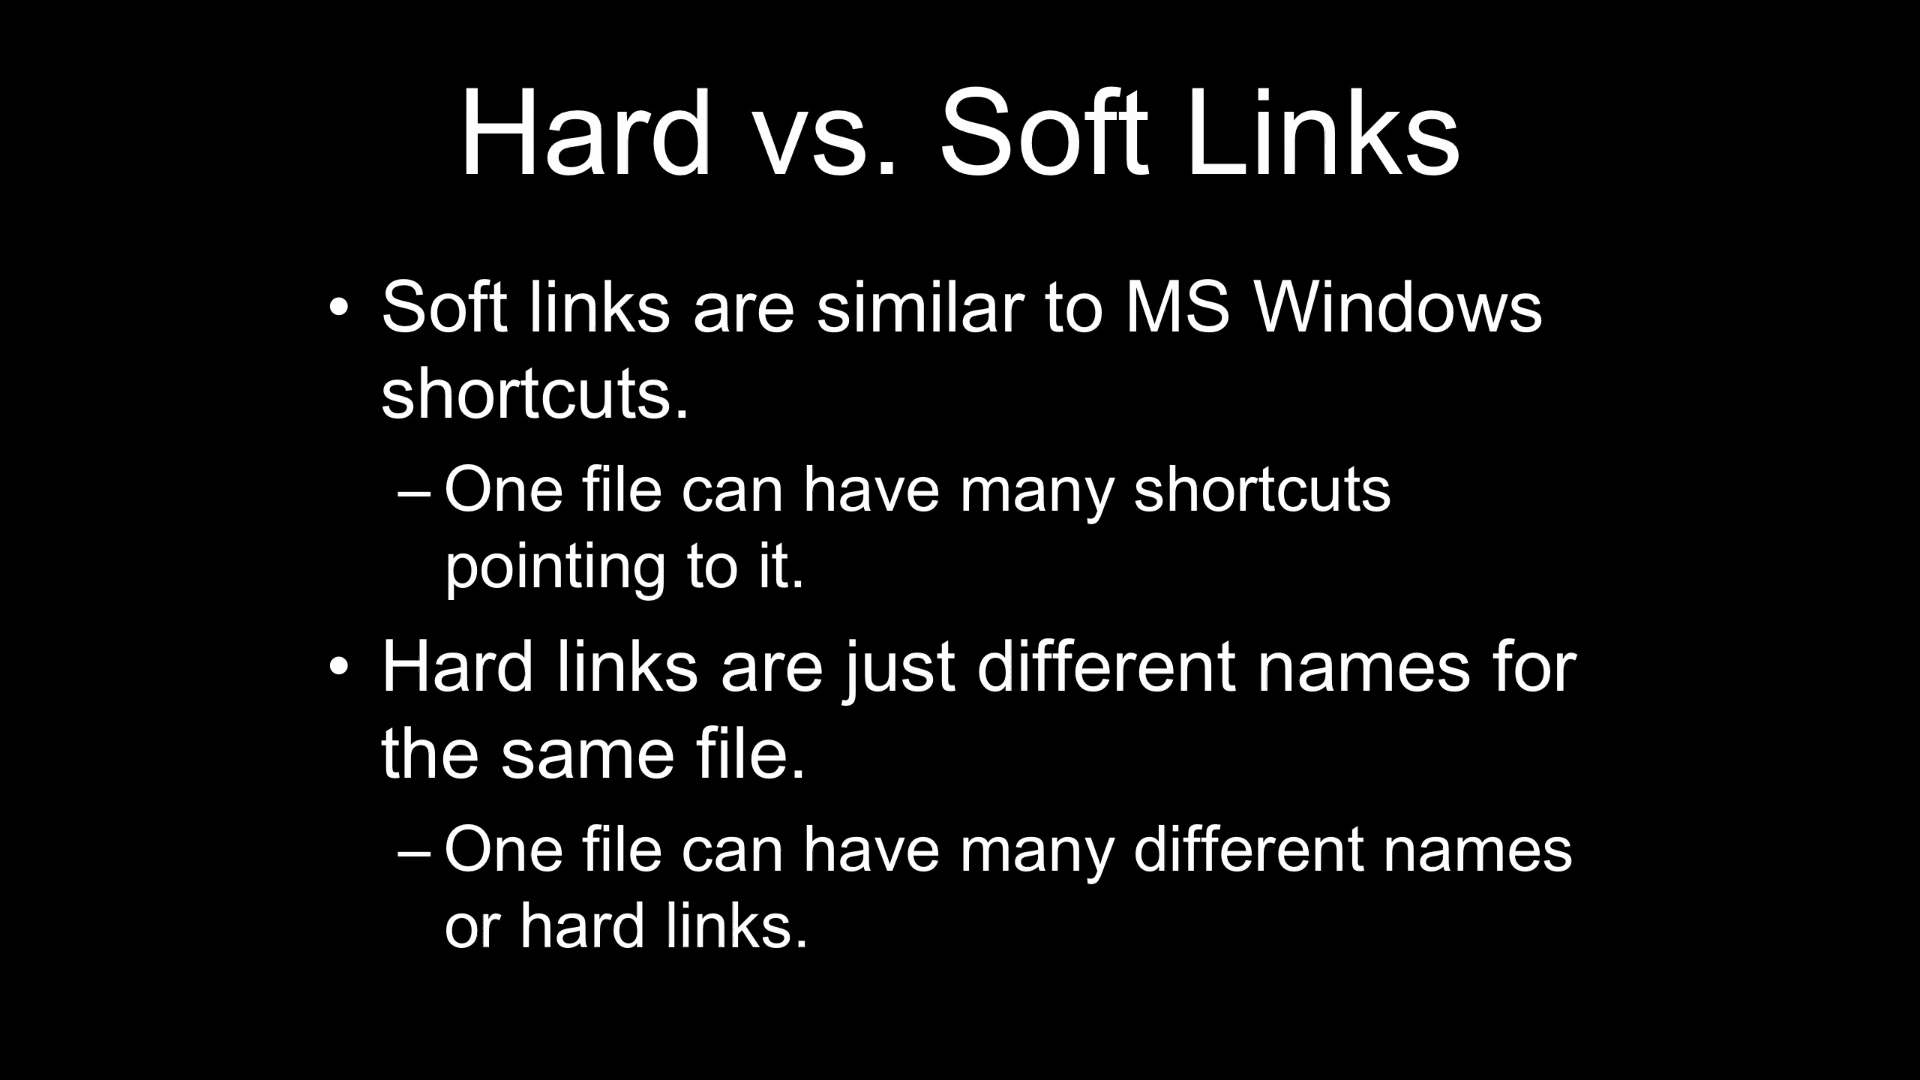 Hard vs. Soft Links
• Soft links are similar to MS Windows
shortcuts.
– One file can have many shortcuts
pointing to it.
• Hard links are just different names for
the same file.
– One file can have many different names
or hard links.